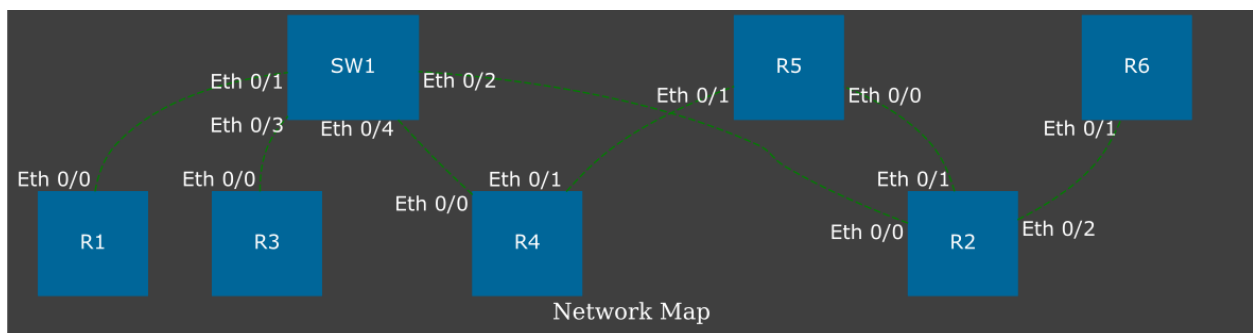 SW1
R5
R6
Eth 0/1
Eth 0/2
Eth 0/1
Eth 0/0
Eth 0/3
Eth 0/4
Eth 0/1
Eth 0/0
Eth 0/0
Eth 0/1
Eth 0/1
Eth 0/0
Eth 0/0
Eth 0/2
R1
R3
R4
R2
Network Map